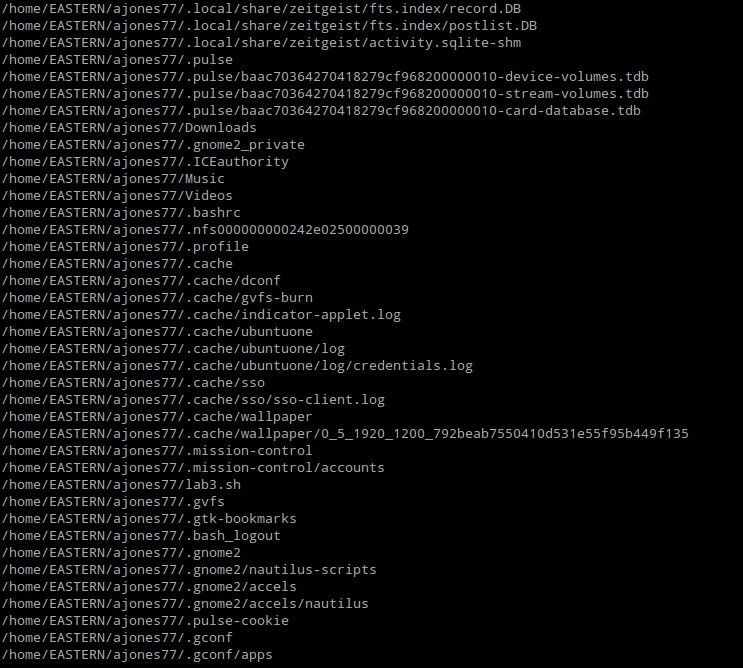 /home/EASTERN/ajones77/.local/share/zeitgeist/fts.index/record.DB
/home/EASTERN/ajones77/.local/share/zeitgeist/fts.index/postlist.DB
/home/EASTERN/ajones77/.local/share/zeitgeist/activity.sqlite-shm
/home/EASTERN/ajones77/.pulse
/home/EASTERN/ajones77/.pulse/baac70364270418279cf968200000010-device-volumes.tdb
/home/EASTERN/ajones77/.pulse/baac70364270418279cf968200000010-stream-volumes.tdb
/home/EASTERN/ajones77/.pulse/baac70364270418279cf968200000010-card-database.tdb
/home/EASTERN/ajones77/Downloads
/home/EASTERN/ajones77/.gnome2_private
/home/EASTERN/ajones77/.ICEauthority
/home/EASTERN/ajones77/Music
/home/EASTERN/ajones77/Videos
/home/EASTERN/ajones77/.bashrc
/home/EASTERN/ajones77/.nfs000000000242e02500000039
/home/EASTERN/ajones77/.profile
/home/EASTERN/ajones77/.cache
/home/EASTERN/ajones77/.cache/dconf
/home/EASTERN/ajones77/.cache/gvfs-burn
/home/EASTERN/ajones77/.cache/indicator-applet.log
/home/EASTERN/ajones77/.cache/ubuntuone
/home/EASTERN/ajones77/.cache/ubuntuone/log
/home/EASTERN/ajones77/.cache/ubuntuone/log/credentials.log
/home/EASTERN/ajones77/.cache/sso
/home/EASTERN/ajones77/.cache/sso/sso-client.log
/home/EASTERN/ajones77/.cache/wallpaper
/home/EASTERN/ajones77/.cache/wallpaper/0_5_1920_1200_792beab7550410d531e55f95b449f135
/home/EASTERN/ajones77/.mission-control
/home/EASTERN/ajones77/.mission-control/accounts
/home/EASTERN/ajones77/lab3.sh
/home/EASTERN/ajones77/.gvfs
/home/EASTERN/ajones77/.gtk-bookmarks
/home/EASTERN/ajones77/.bash_logout
/home/EASTERN/ajones77/.gnome2
/home/EASTERN/ajones77/.gnome2/nautilus-scripts
/home/EASTERN/ajones77/.gnome2/accels
/home/EASTERN/ajones77/.gnome2/accels/nautilus
/home/EASTERN/ajones77/.pulse-cookie
/home/EASTERN/ajones77/.gconf
/home/EASTERN/ajones77/.gconf/apps